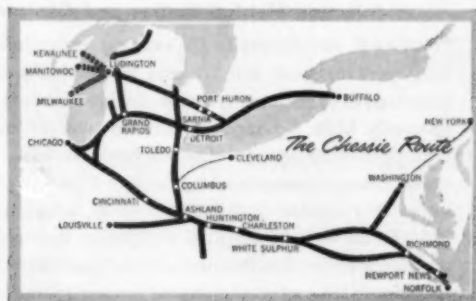 KEWAUNEE
LUDINGTON
MANITOWOC
MILWAUKEE
PORT HURON
BUFFALO
SARNIA
GRAND RAPIDS
DETROIT
NEW YORK
CHICAGO
TOLEDO
The Chessie Route
CLEVELAND
WASHINGTON
COLUMBUS
CINCINNATI
ASHLAND
LOUISVILLE
HUNTINGTON
CHARLESTON
WHITE SULPHUR
RICHMOND
NEWPORT NEWS
NORFOLK